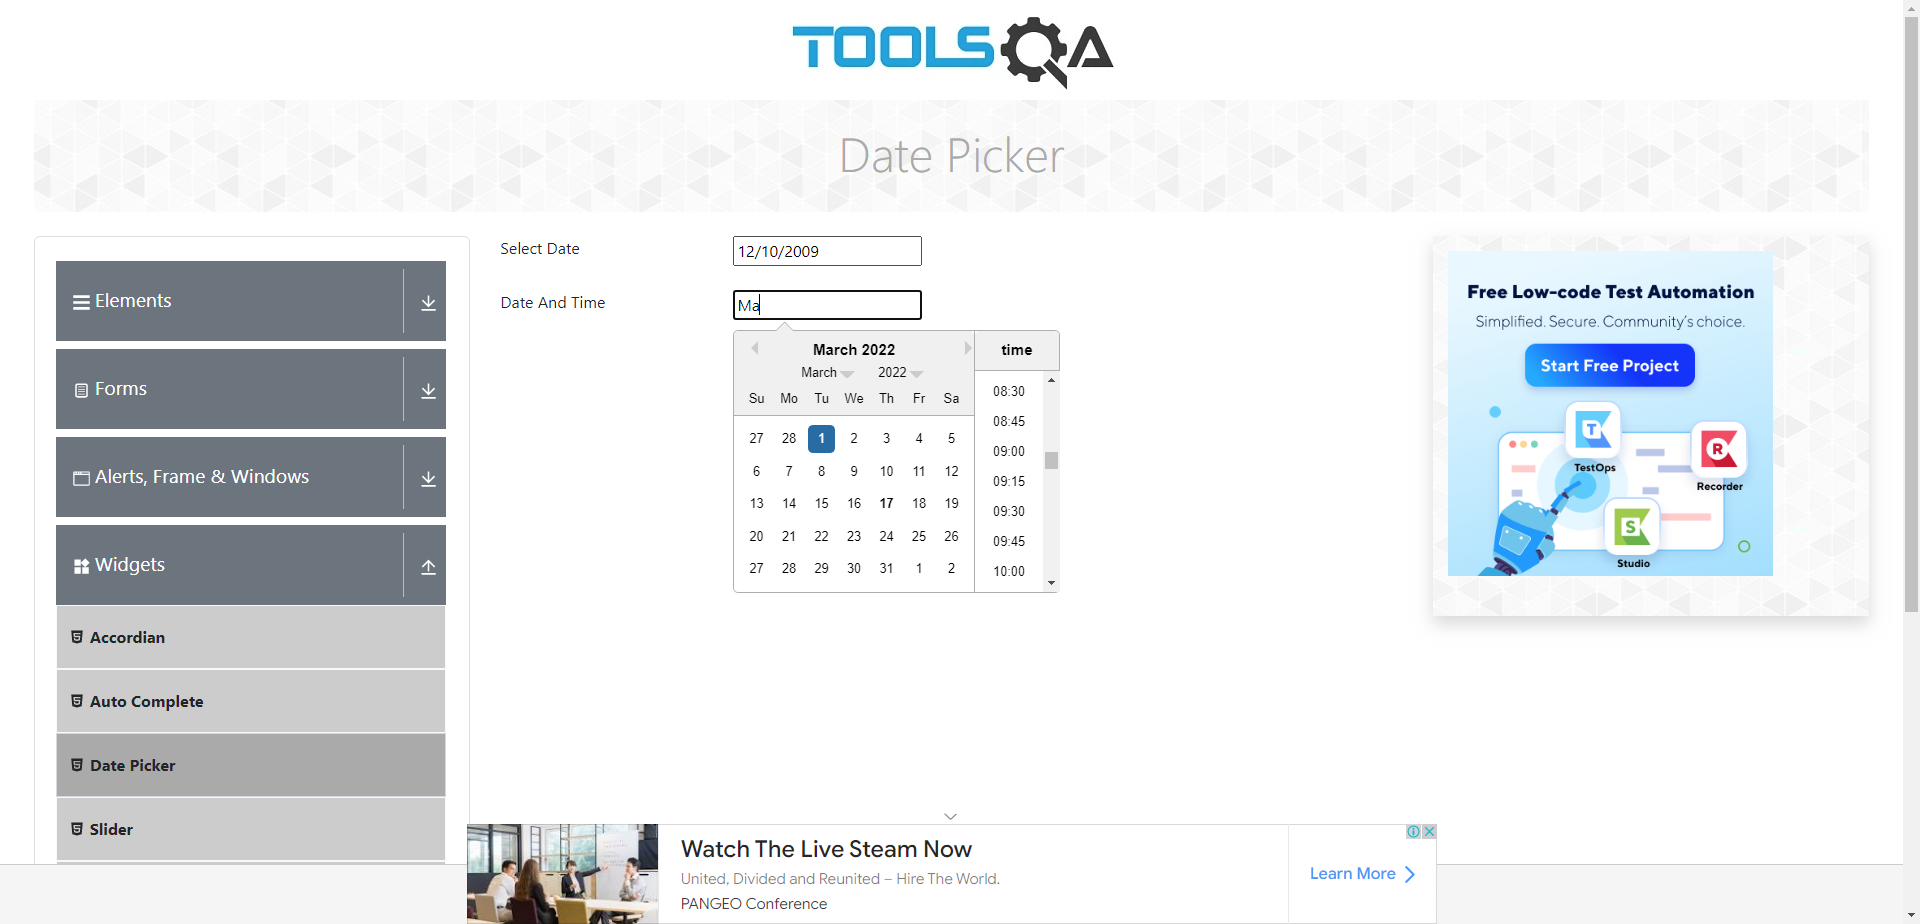 TOOLSQA
Date Picker
Elements
Forms
Alerts, Frame & Windows
Widgets
Accordian
Auto Complete
Date Picker
Slider
Select Date
12/10/2009
Date And Time
Ma
March 2022
March 2022
Su Mo Tu We Th Fr Sa
27 28 1 2 3 4 5
6 7 8 9 10 11 12
13 14 15 16 17 18 19
20 21 22 23 24 25 26
27 28 29 30 31 1 2
time
08:30
08:45
09:00
09:15
09:30
09:45
10:00
Free Low-code Test Automation
Simplified. Secure. Community's choice.
Start Free Project
T
TestOps
R
Recorder
S
Studio
Watch The Live Steam Now
United, Divided and Reunited – Hire The World.
PANGEO Conference
Learn More